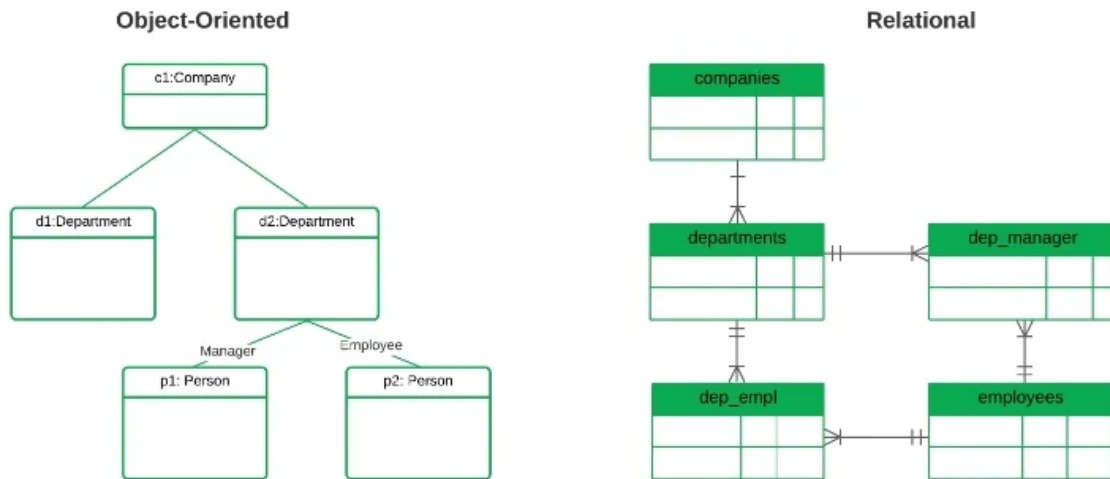 Object-Oriented
c1:Company
d1:Department
d2:Department
Manager
Employee
p1: Person
p2: Person
Relational
companies
departments
dep_manager
dep_empl
employees